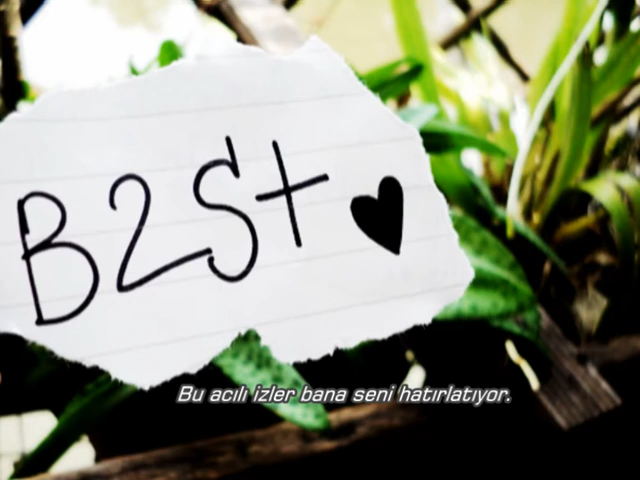 B2St ♥
Bu acılı izler bana seni hatırlatıyor.